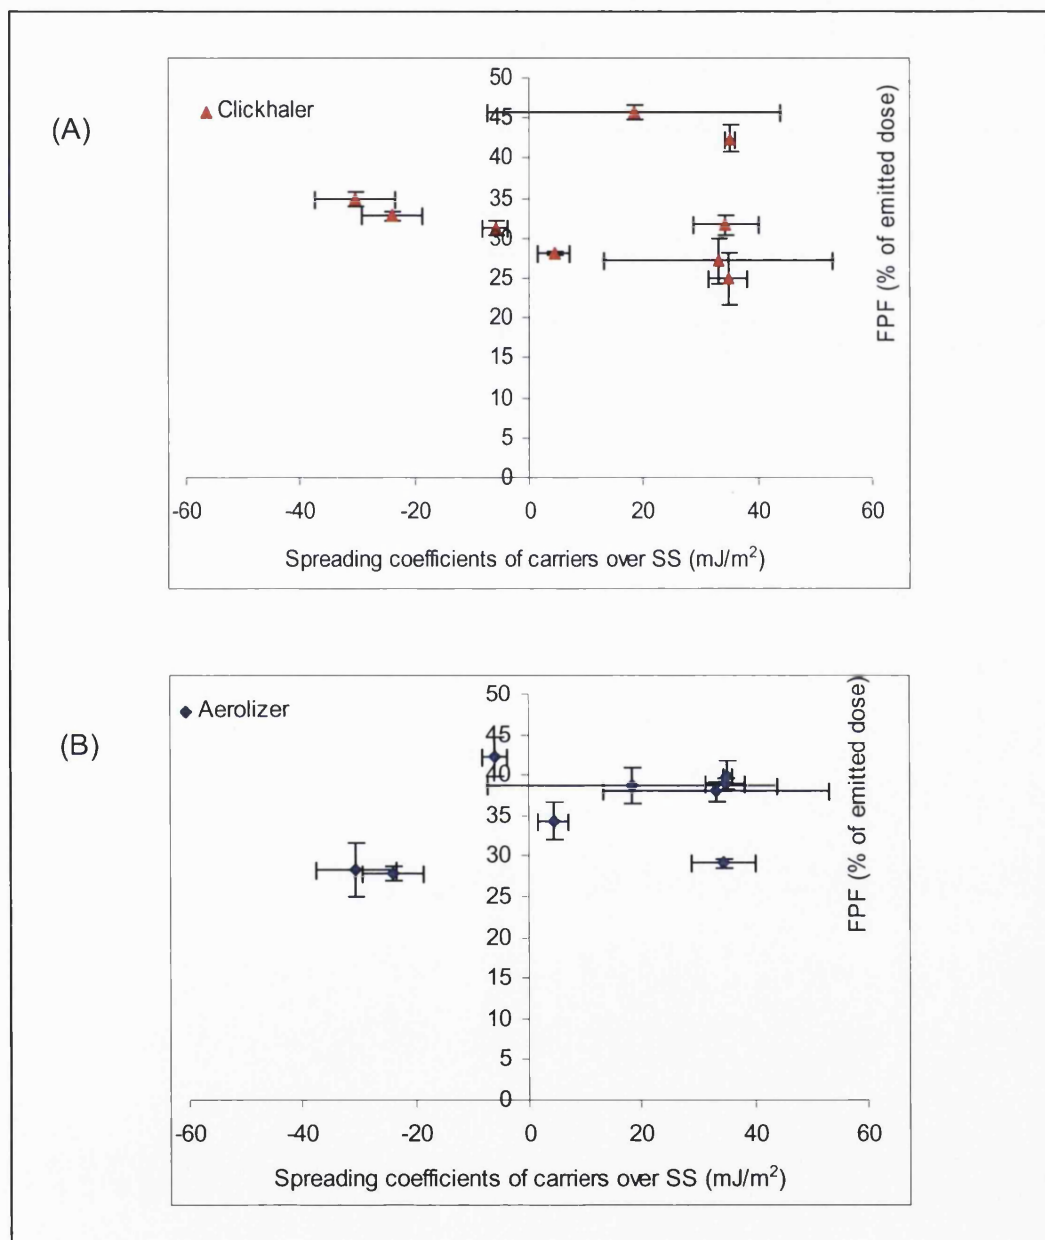 (A)
Clickhaler
50
45
40
35
30
25
20
15
10
5
0
-60 -40 -20 0 20 40 60
FPF (% of emitted dose)
Spreading coefficients of carriers over SS (mJ/m²)
(B)
Aerolizer
50
45
40
35
30
25
20
15
10
5
0
-60 -40 -20 0 20 40 60
FPF (% of emitted dose)
Spreading coefficients of carriers over SS (mJ/m²)